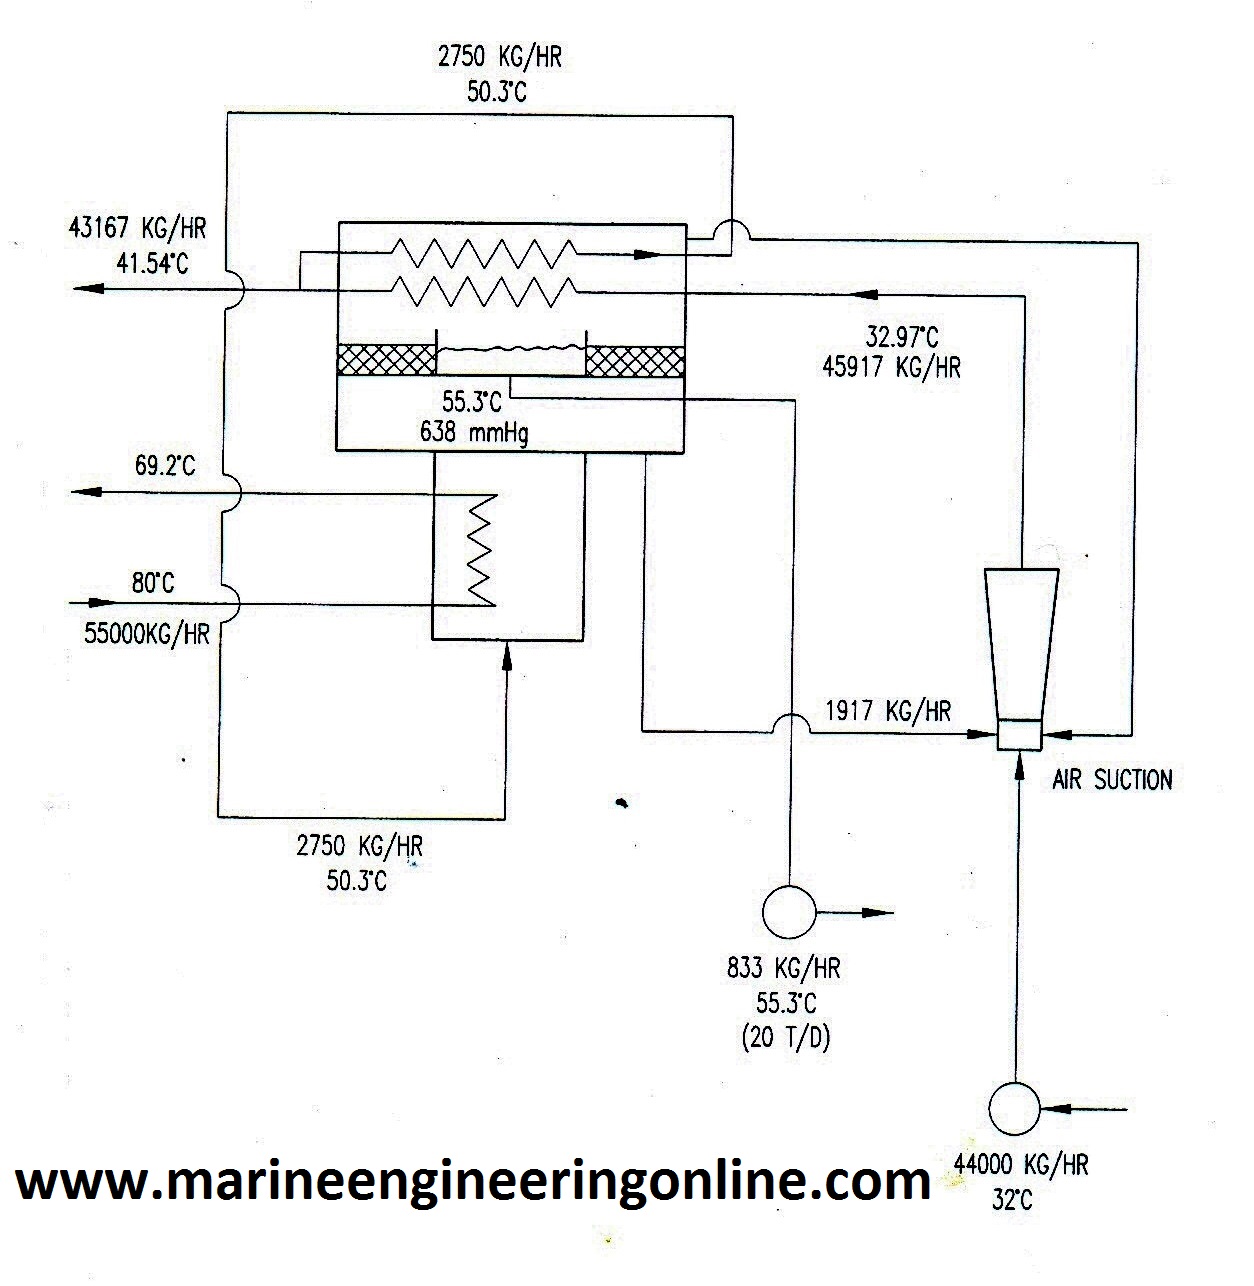 2750 KG/HR
50.3°C
43167 KG/HR
41.54°C
32.97°C
45917 KG/HR
55.3°C
638 mmHg
69.2°C
80°C
55000KG/HR
1917 KG/HR
AIR SUCTION
2750 KG/HR
50.3°C
833 KG/HR
55.3°C
(20 T/D)
44000 KG/HR
32°C
www.marineengineeringonline.com